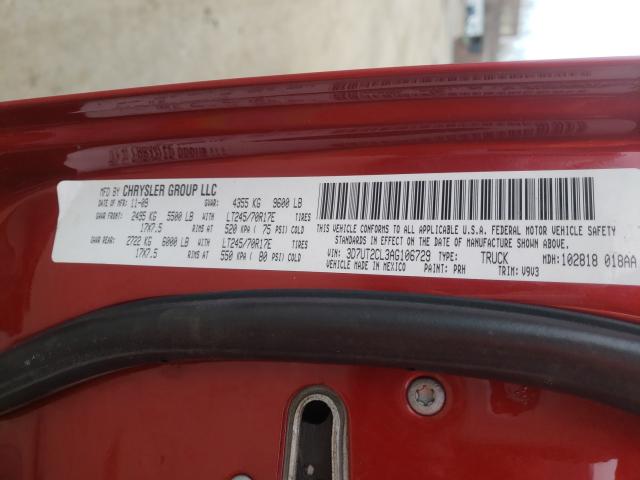 MFD BY CHRYSLER GROUP LLC
DATE OF MFR: 11-09 GVWR: 4355 KG 9600 LB
GAWR FRONT: 2495 KG 5500 LB WITH LT245/70R17E TIRES
17X7.5 RIMS AT 520 KPA ( 75 PSI) COLD
GAWR REAR: 2722 KG 6000 LB WITH LT245/70R17E TIRES
17X7.5 RIMS AT 550 KPA ( 80 PSI) COLD
THIS VEHICLE CONFORMS TO ALL APPLICABLE U.S.A. FEDERAL MOTOR VEHICLE SAFETY
STANDARDS IN EFFECT ON THE DATE OF MANUFACTURE SHOWN ABOVE.
VIN: 3D7UT2CL3AG106729 TYPE: TRUCK MDH: 102818 018AA
VEHICLE MADE IN MEXICO PAINT: PRH TRIM: V9V3